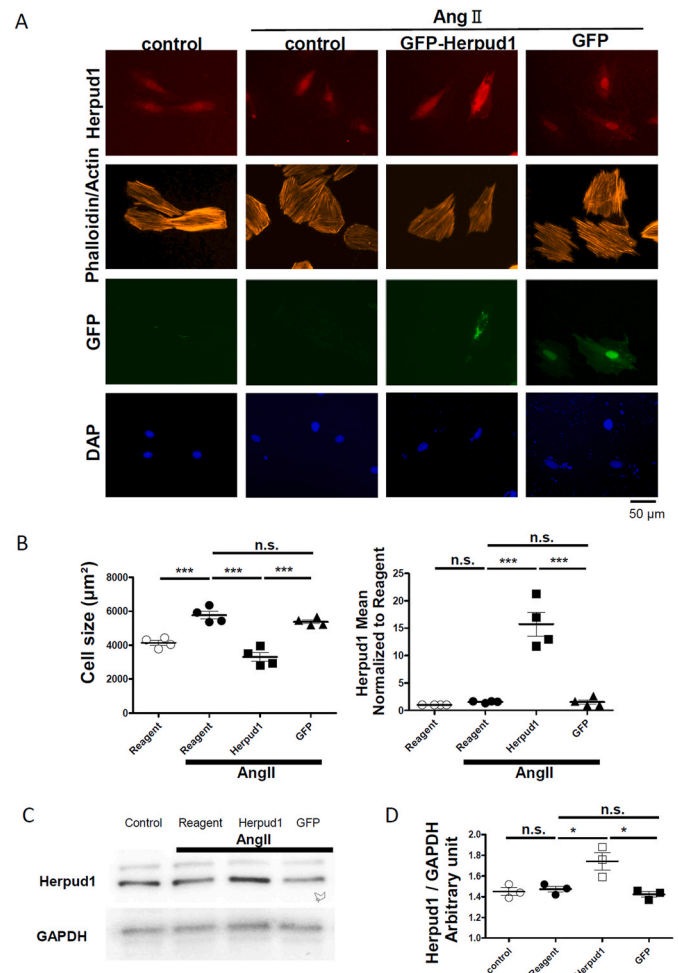 A
Ang Ⅱ
control
control
GFP-Herpud1
GFP
Herpud1
Phalloidin/Actin
GFP
DAP
50 µm
B
n.s.
*** *** ***
Cell size (µm²)
8000
6000
4000
2000
0
Reagent
Reagent
Herpud1
GFP
AngII
n.s.
n.s. *** ***
Herpud1 Mean
Normalized to Reagent
25
20
15
10
5
0
Reagent
Reagent
Herpud1
GFP
AngII
C
Control
Reagent
Herpud1
GFP
AngII
Herpud1
GAPDH
D
n.s.
n.s. * *
Herpud1 / GAPDH
Arbitrary unit
1.8
1.6
1.4
1.2
1.0
control
Reagent
Herpud1
GFP